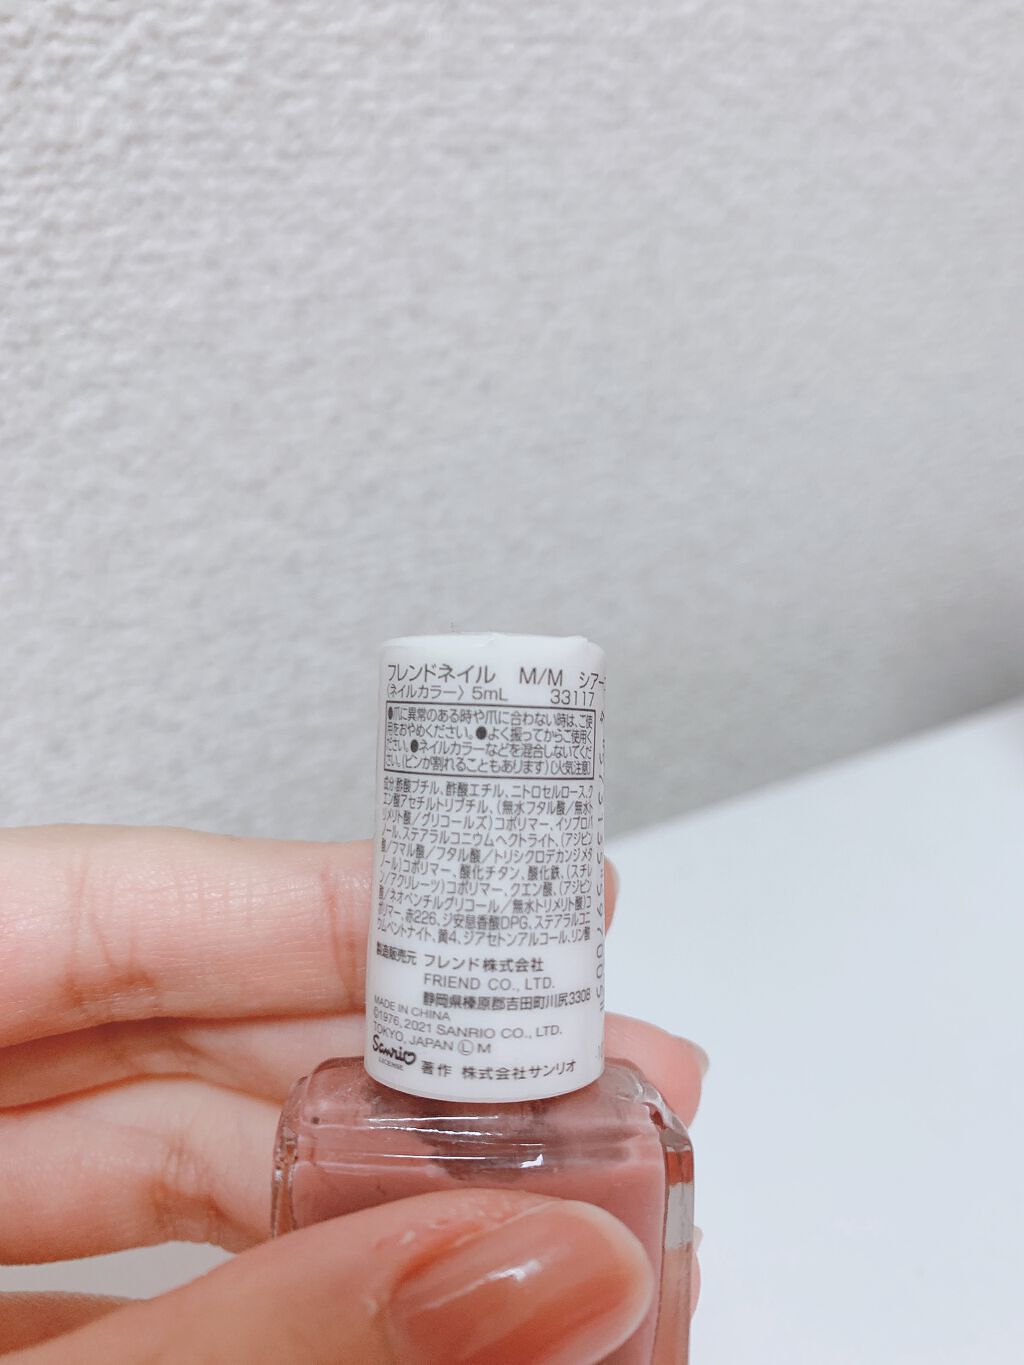 フレンドネイル M/M シアー
〈ネイルカラー〉5mL 33117
●爪に異常のある時や爪に合わない時は、ご使
用をおやめください。●よく振ってからご使用く
ださい。●ネイルカラーなどを混合しないでくだ
さい。(ビンが割れることもあります)〔火気注意〕
成分:酢酸ブチル、酢酸エチル、ニトロセルロース、ク
エン酸アセチルトリブチル、(無水フタル酸/無水ト
リメリト酸/グリコールズ)コポリマー、イソプロパ
ノール、ステアラルコニウムヘクトライト、(アジピン
酸/フマル酸/フタル酸/トリシクロデカンジメタ
ノール)コポリマー、酸化チタン、酸化鉄、(スチレ
ン/アクリレーツ)コポリマー、クエン酸、(アジピン
酸/ネオペンチルグリコール/無水トリメリト酸)コ
ポリマー、赤226、ジ安息香酸DPG、ステアラルコニ
ウムベントナイト、黄4、ジアセトンアルコール、リン酸
製造販売元 フレンド株式会社
FRIEND CO., LTD.
静岡県榛原郡吉田町川尻3308
MADE IN CHINA
©1976, 2021 SANRIO CO., LTD.
TOKYO, JAPAN Ⓛ M
Sanrio
LICENSE
著作 株式会社サンリオ